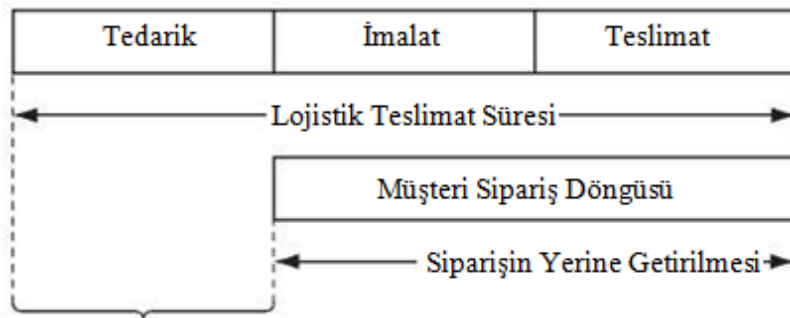 Tedarik İmalat Teslimat
Lojistik Teslimat Süresi
Müşteri Sipariş Döngüsü
Siparişin Yerine Getirilmesi